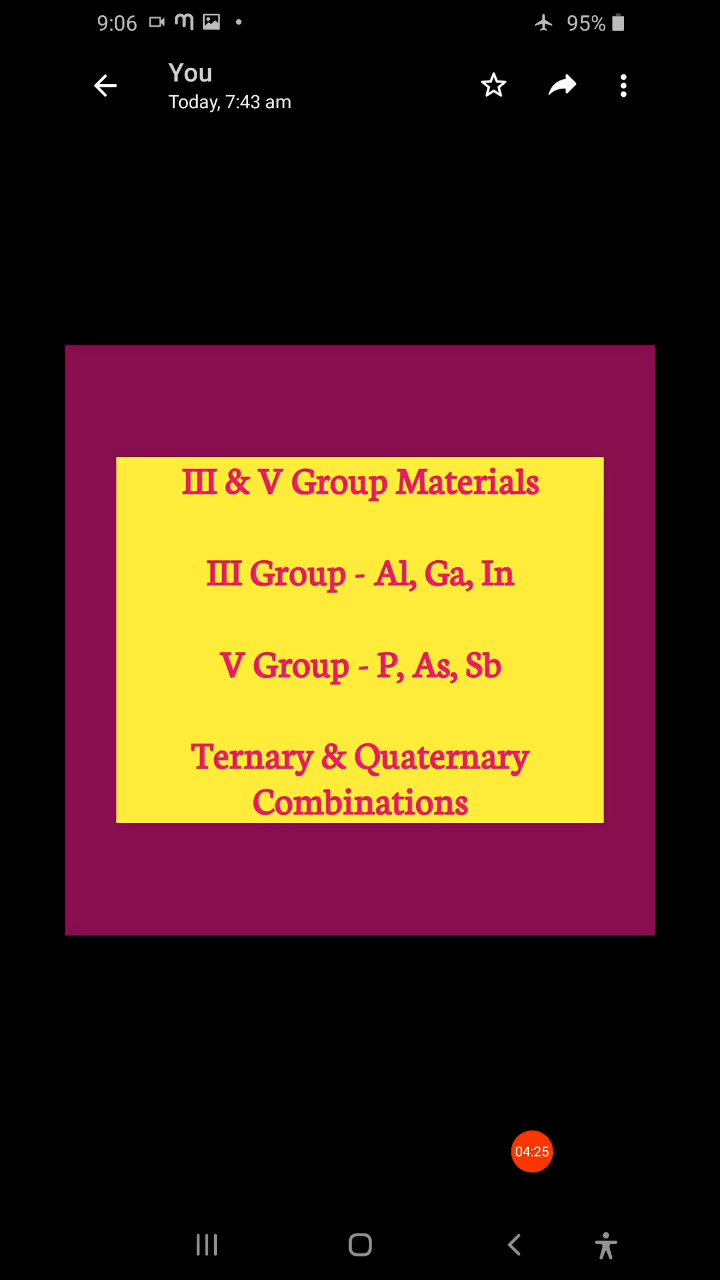 9:06 95%
You
Today, 7:43 am
III & V Group Materials
III Group - Al, Ga, In
V Group - P, As, Sb
Ternary & Quaternary
Combinations
04:25